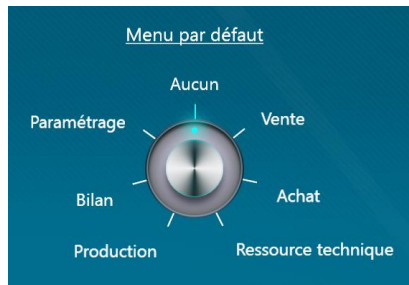 Menu par défaut
Aucun
Paramétrage
Vente
Bilan
Achat
Production
Ressource technique